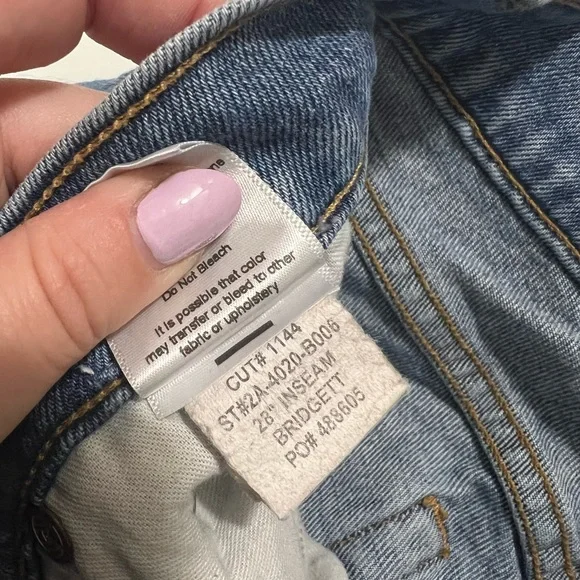 Do Not Bleach
It is possible that color
may transfer or bleed to other
fabric or upholstery
CUT# 1144
ST#2A-4020-B006
28" INSEAM
BRIDGETT
PO# 488605